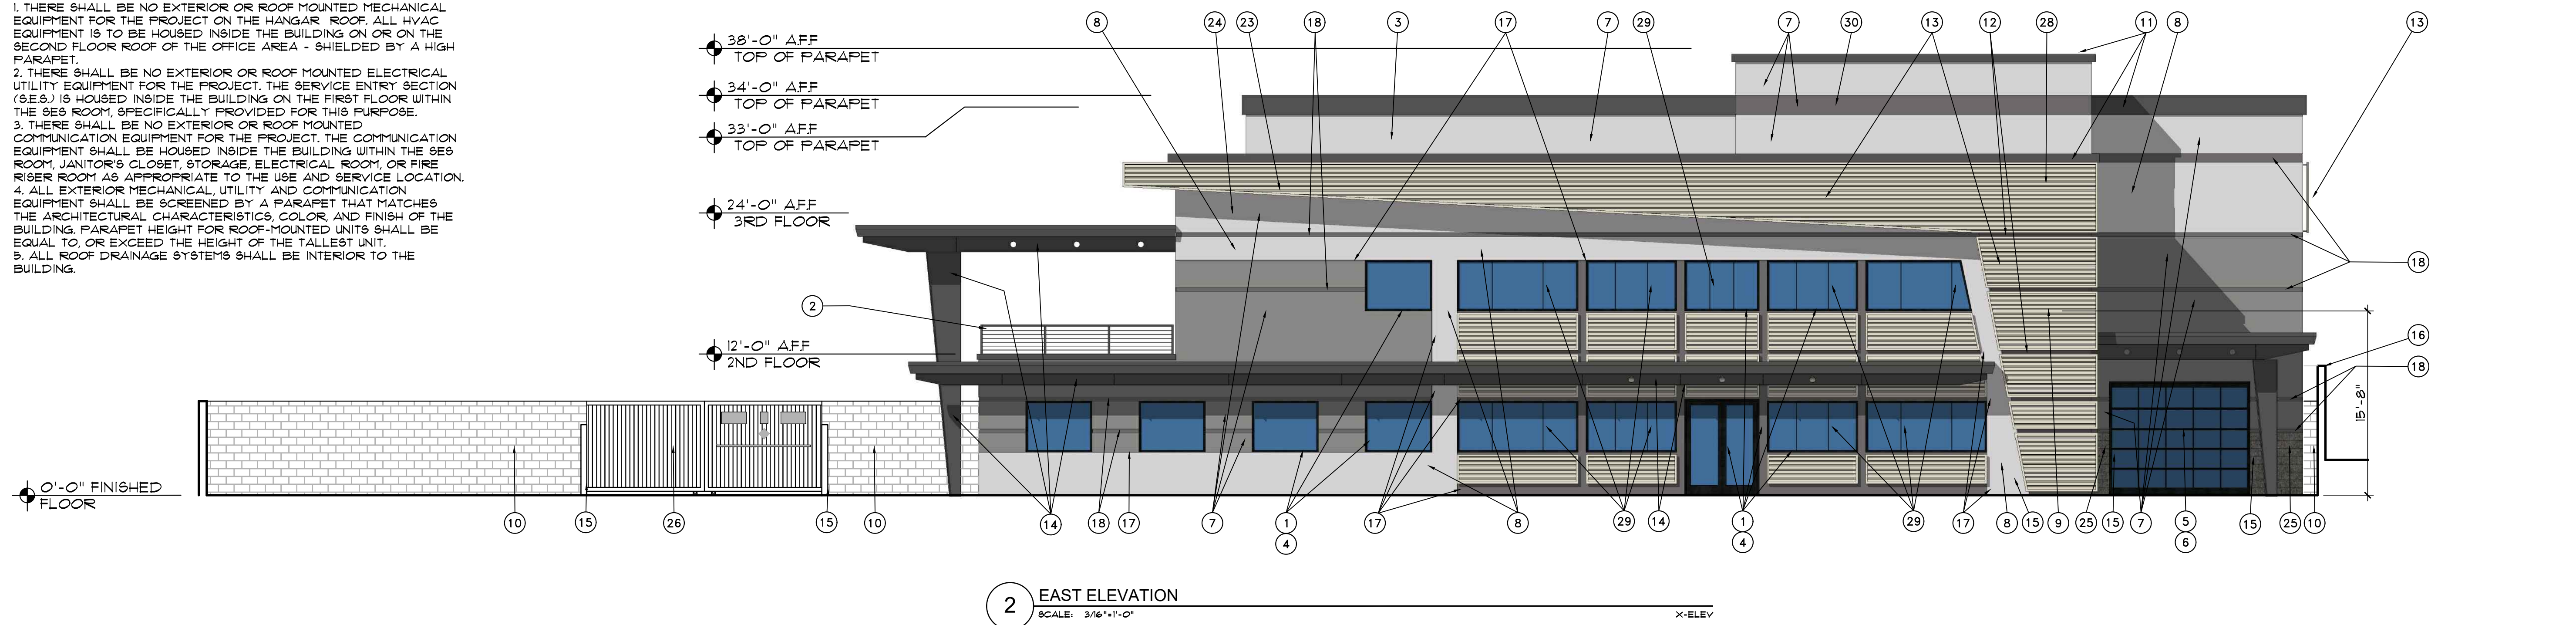 1. THERE SHALL BE NO EXTERIOR OR ROOF MOUNTED MECHANICAL
EQUIPMENT FOR THE PROJECT ON THE HANGAR ROOF. ALL HVAC
EQUIPMENT IS TO BE HOUSED INSIDE THE BUILDING ON OR ON THE
SECOND FLOOR ROOF OF THE OFFICE AREA - SHIELDED BY A HIGH
PARAPET.
2. THERE SHALL BE NO EXTERIOR OR ROOF MOUNTED ELECTRICAL
UTILITY EQUIPMENT FOR THE PROJECT. THE SERVICE ENTRY SECTION
(S.E.S.) IS HOUSED INSIDE THE BUILDING ON THE FIRST FLOOR WITHIN
THE SES ROOM, SPECIFICALLY PROVIDED FOR THIS PURPOSE.
3. THERE SHALL BE NO EXTERIOR OR ROOF MOUNTED
COMMUNICATION EQUIPMENT FOR THE PROJECT. THE COMMUNICATION
EQUIPMENT SHALL BE HOUSED INSIDE THE BUILDING WITHIN THE SES
ROOM, JANITOR'S CLOSET, STORAGE, ELECTRICAL ROOM, OR FIRE
RISER ROOM AS APPROPRIATE TO THE USE AND SERVICE LOCATION.
4. ALL EXTERIOR MECHANICAL, UTILITY AND COMMUNICATION
EQUIPMENT SHALL BE SCREENED BY A PARAPET THAT MATCHES
THE ARCHITECTURAL CHARACTERISTICS, COLOR, AND FINISH OF THE
BUILDING. PARAPET HEIGHT FOR ROOF-MOUNTED UNITS SHALL BE
EQUAL TO, OR EXCEED THE HEIGHT OF THE TALLEST UNIT.
5. ALL ROOF DRAINAGE SYSTEMS SHALL BE INTERIOR TO THE
BUILDING.
8 24 23 18 3 17 7 29 7 30 13 12 28 11 8 13
38'-0" A.F.F
TOP OF PARAPET
34'-0" A.F.F
TOP OF PARAPET
33'-0" A.F.F
TOP OF PARAPET
24'-0" A.F.F
3RD FLOOR
18
2
16
12'-0" A.F.F
2ND FLOOR
18
15'-8"
0'-0" FINISHED
FLOOR
10 15 26 15 10 14 18 17 7 1 17 8 29 14 1 29 17 8 15 9 25 15 7 5 15 25 10
4 4 6
2 EAST ELEVATION
SCALE: 3/16"=1'-0" X-ELEV